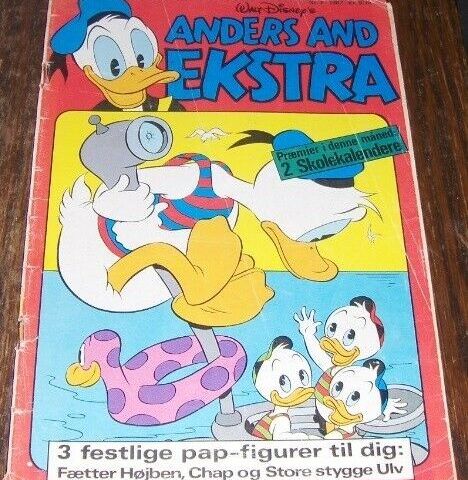 Walt Disney's
ANDERS AND
EKSTRA
Præmier i denne måned:
2 Skolekalendere
3 festlige pap-figurer til dig:
Fætter Højben, Chap og Store stygge Ulv